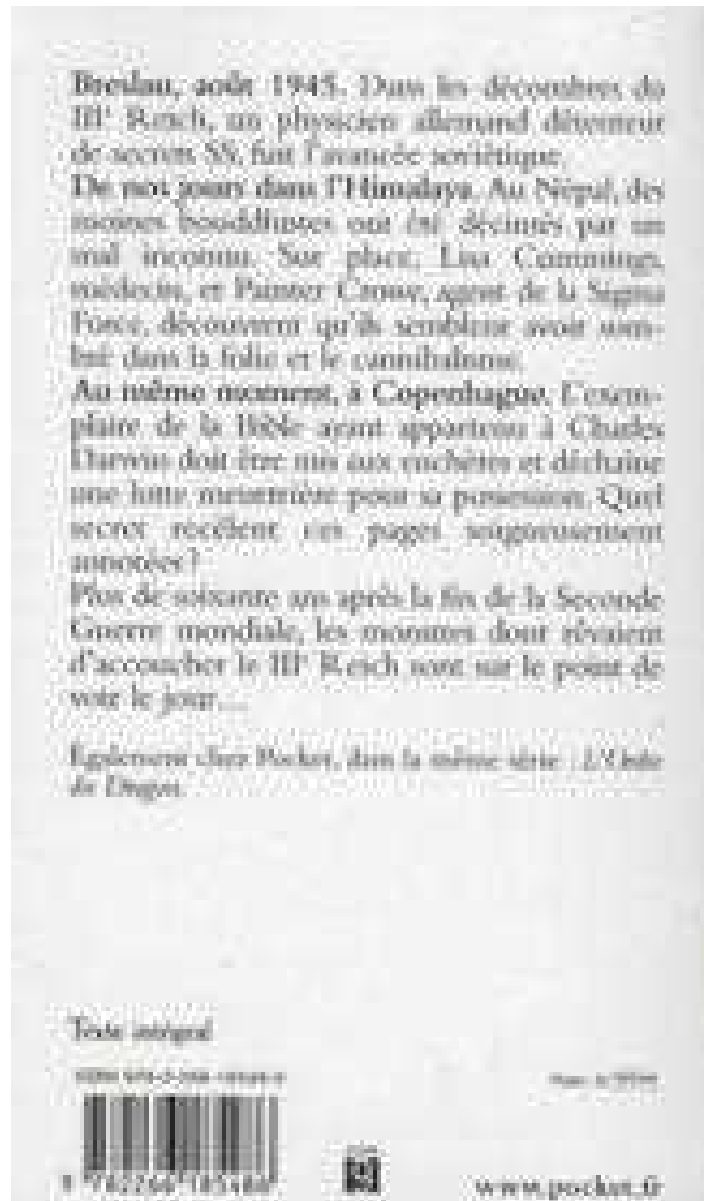 Breslau, août 1945. Dans les décombres du
IIIᵉ Reich, un physicien allemand détenteur
de secrets SS, fuit l'avancée soviétique.
De nos jours dans l'Himalaya. Au Népal, des
moines bouddhistes ont été décimés par un
mal inconnu. Sur place, Lisa Cummings,
médecin, et Painter Crowe, agent de la Sigma
Force, découvrent qu'ils semblent avoir som-
bré dans la folie et le cannibalisme.
Au même moment, à Copenhague. L'exem-
plaire de la Bible ayant appartenu à Charles
Darwin doit être mis aux enchères et déchaîne
une lutte meurtrière pour sa possession. Quel
secret recèlent ces pages soigneusement
annotées ?
Plus de soixante ans après la fin de la Seconde
Guerre mondiale, les monstres dont rêvaient
d'accoucher le IIIᵉ Reich sont sur le point de
voir le jour...
Également chez Pocket, dans la même série : L'Ordre
du Dragon
Texte intégral
www.pocket.fr